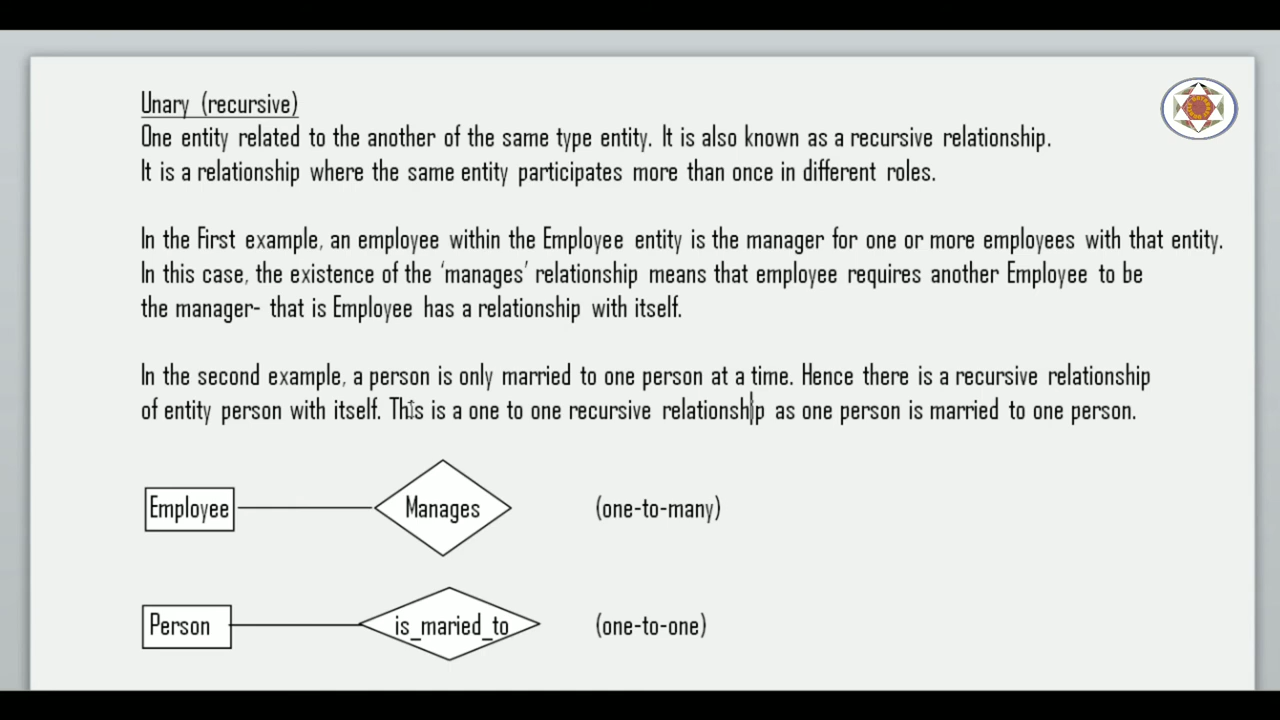 Unary (recursive)
One entity related to the another of the same type entity. It is also known as a recursive relationship.
It is a relationship where the same entity participates more than once in different roles.
In the First example, an employee within the Employee entity is the manager for one or more employees with that entity.
In this case, the existence of the ‘manages’ relationship means that employee requires another Employee to be
the manager- that is Employee has a relationship with itself.
In the second example, a person is only married to one person at a time. Hence there is a recursive relationship
of entity person with itself. This is a one to one recursive relationship as one person is married to one person.
Employee Manages (one-to-many)
Person is_maried_to (one-to-one)